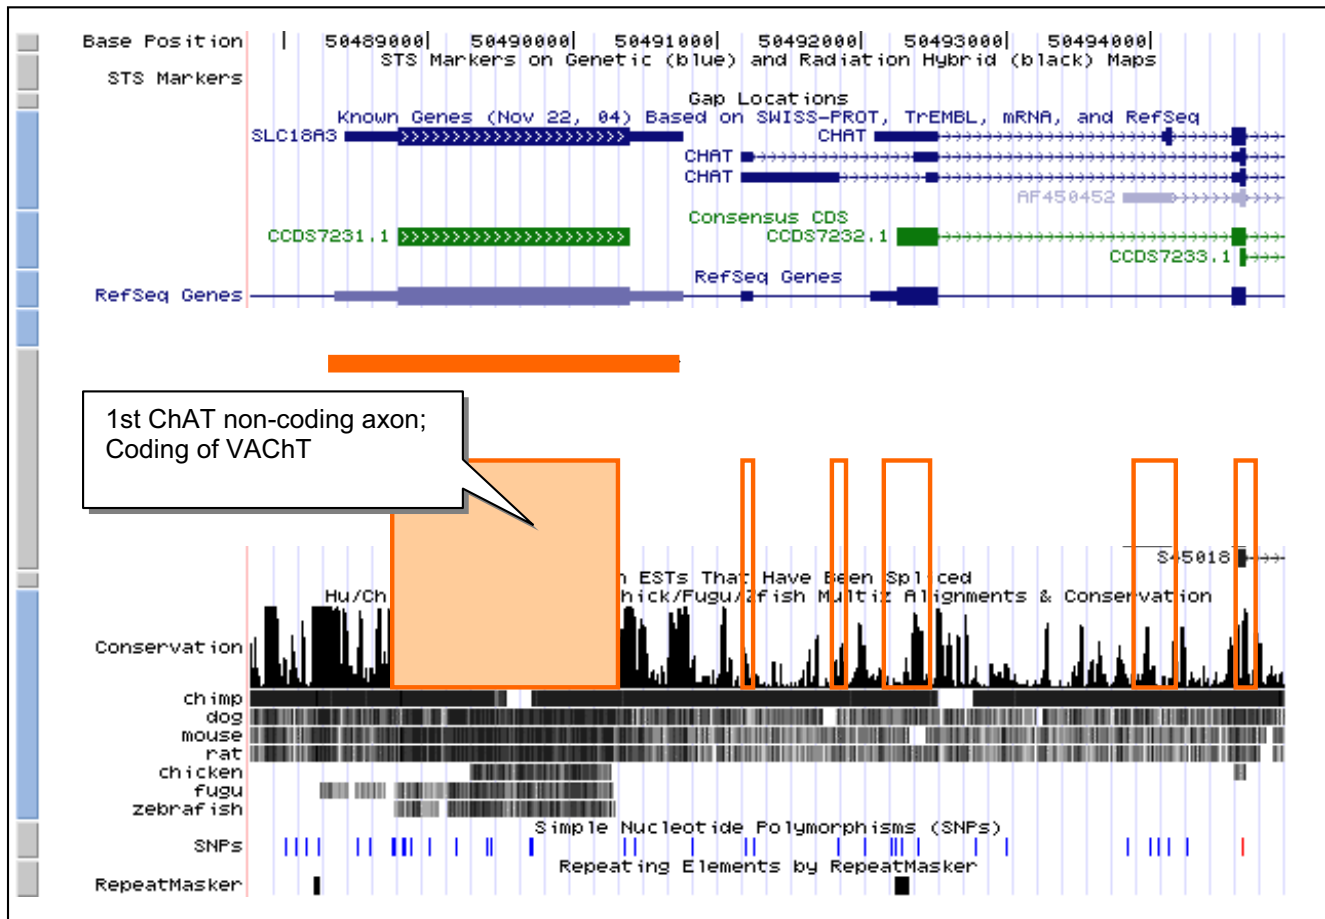 Base Position | 50489000| 50490000| 50491000| 50492000| 50493000| 50494000|
STS Markers on Genetic (blue) and Radiation Hybrid (black) Maps
STS Markers
Gap Locations
Known Genes (Nov 22, 04) Based on SWISS-PROT, TrEMBL, mRNA, and RefSeq
SLC18A3 CHAT
CHAT
CHAT
AF450452
Consensus CDS
CCDS7231.1 CCDS7232.1
CCDS7233.1
RefSeq Genes
RefSeq Genes
1st ChAT non-coding axon;
Coding of VAChT
S45018
ESTs That Have Been Spliced
Hu/Ch hick/Fugu/Zfish Multiz Alignments & Conservation
Conservation
chimp
dog
mouse
rat
chicken
fugu
zebrafish
Simple Nucleotide Polymorphisms (SNPs)
SNPs
Repeating Elements by RepeatMasker
RepeatMasker